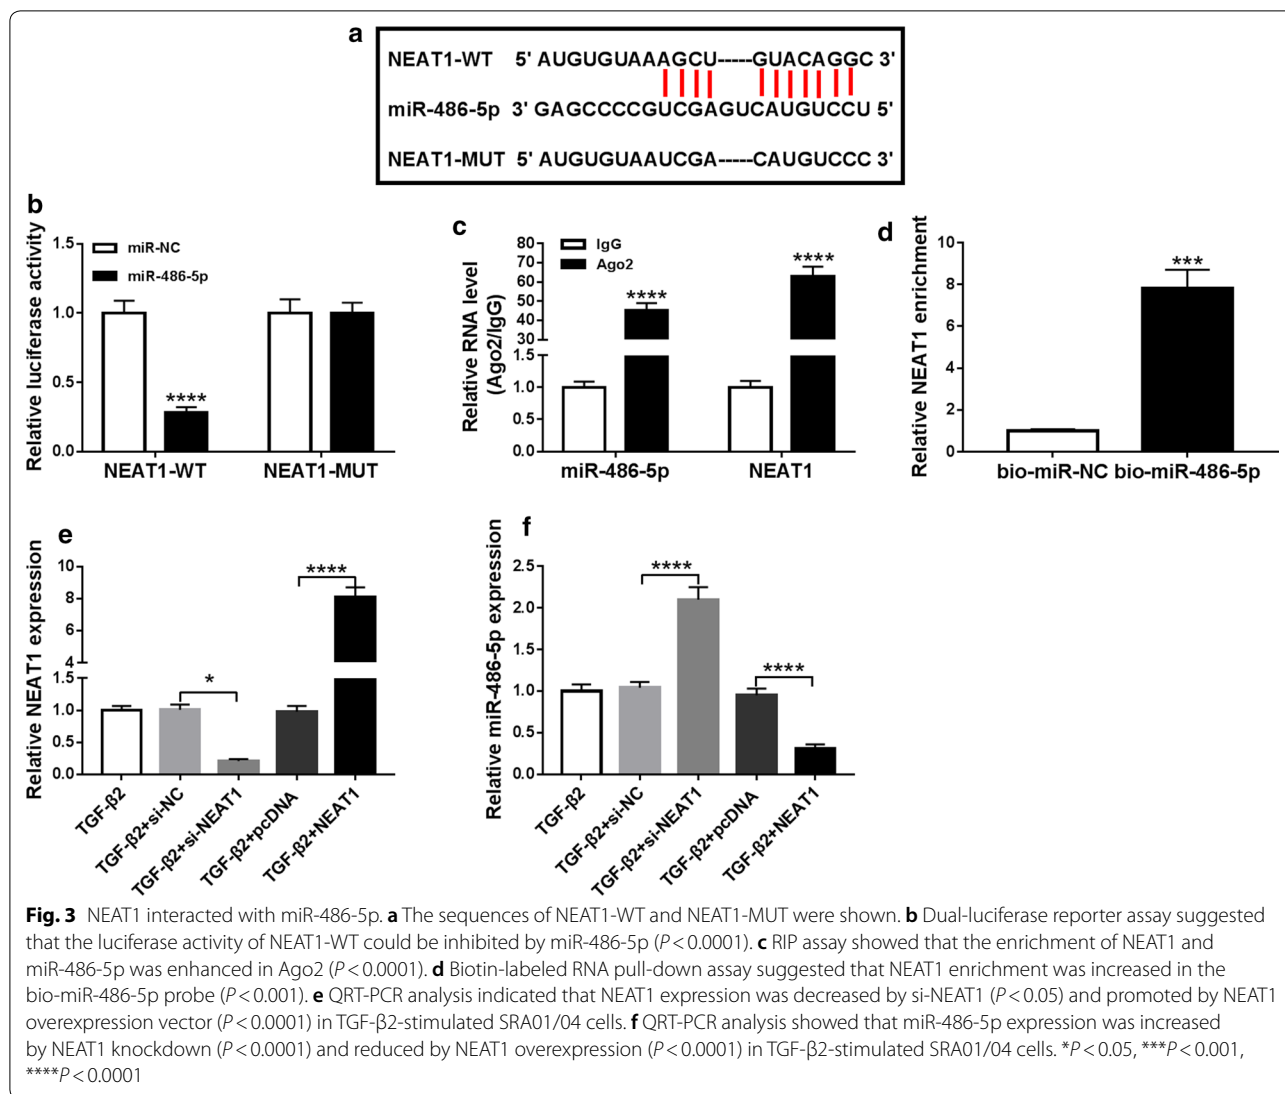 a
NEAT1-WT 5' AUGUGUAAAGCU-----GUACAGGC 3'
miR-486-5p 3' GAGCCCCGUCGAGUCAUGUCCU 5'
NEAT1-MUT 5' AUGUGUAAUCGA-----CAUGUCCC 3'
b
Relative luciferase activity
1.5
1.0
0.5
0.0
miR-NC
miR-486-5p
****
NEAT1-WT NEAT1-MUT
c
Relative RNA level
(Ago2/IgG)
80
70
60
50
40
30
1.5
1.0
0.5
0.0
IgG
Ago2
****
****
miR-486-5p NEAT1
d
Relative NEAT1 enrichment
10
8
6
4
2
0
***
bio-miR-NC bio-miR-486-5p
e
Relative NEAT1 expression
10
8
6
4
1.5
1.0
0.5
0.0
*
****
TGF-β2
TGF-β2+si-NC
TGF-β2+si-NEAT1
TGF-β2+pcDNA
TGF-β2+NEAT1
f
Relative miR-486-5p expression
2.5
2.0
1.5
1.0
0.5
0.0
****
****
TGF-β2
TGF-β2+si-NC
TGF-β2+si-NEAT1
TGF-β2+pcDNA
TGF-β2+NEAT1
Fig. 3 NEAT1 interacted with miR-486-5p. a The sequences of NEAT1-WT and NEAT1-MUT were shown. b Dual-luciferase reporter assay suggested
that the luciferase activity of NEAT1-WT could be inhibited by miR-486-5p (P < 0.0001). c RIP assay showed that the enrichment of NEAT1 and
miR-486-5p was enhanced in Ago2 (P < 0.0001). d Biotin-labeled RNA pull-down assay suggested that NEAT1 enrichment was increased in the
bio-miR-486-5p probe (P < 0.001). e QRT-PCR analysis indicated that NEAT1 expression was decreased by si-NEAT1 (P < 0.05) and promoted by NEAT1
overexpression vector (P < 0.0001) in TGF-β2-stimulated SRA01/04 cells. f QRT-PCR analysis showed that miR-486-5p expression was increased
by NEAT1 knockdown (P < 0.0001) and reduced by NEAT1 overexpression (P < 0.0001) in TGF-β2-stimulated SRA01/04 cells. *P < 0.05, ***P < 0.001,
****P < 0.0001